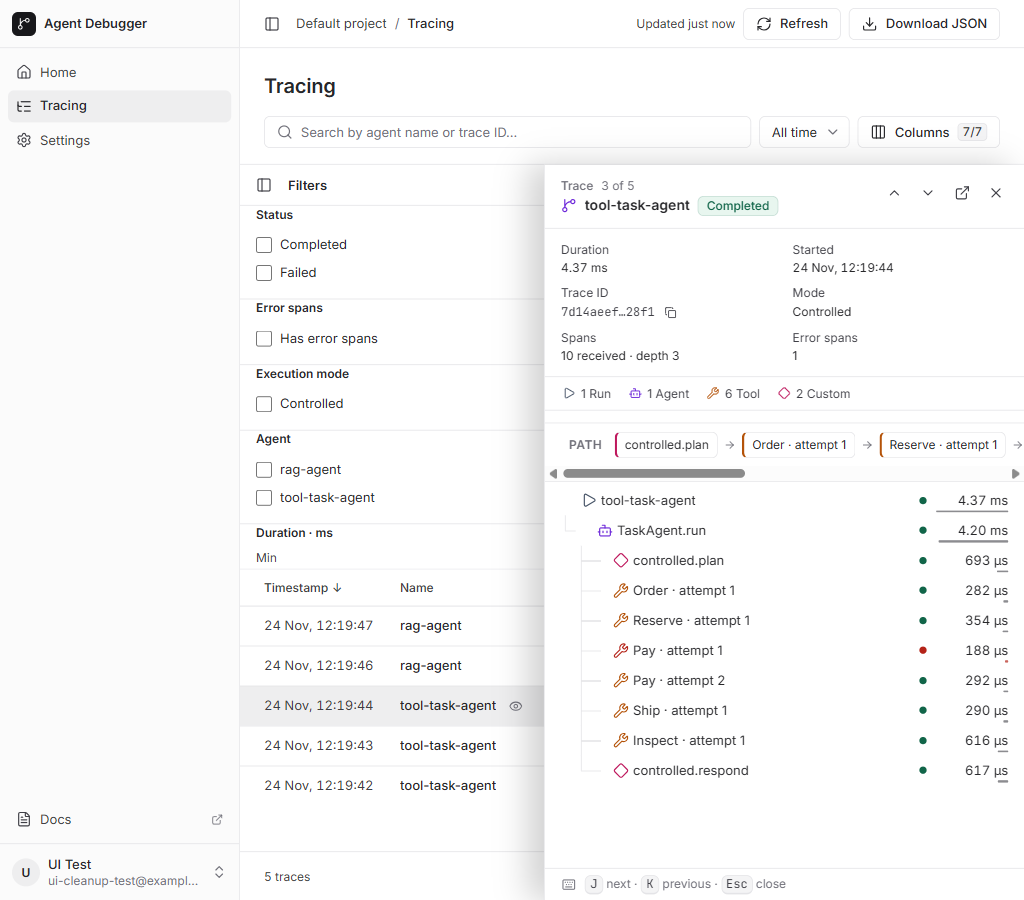 Agent Debugger
Home
Tracing
Settings
Docs
U
UI Test
ui-cleanup-test@exampl...
Default project / Tracing
Updated just now
Refresh
Download JSON
Tracing
Search by agent name or trace ID...
All time
Columns 7/7
Filters
Status
Completed
Failed
Error spans
Has error spans
Execution mode
Controlled
Agent
rag-agent
tool-task-agent
Duration · ms
Min
Timestamp ↓ Name
24 Nov, 12:19:47 rag-agent
24 Nov, 12:19:46 rag-agent
24 Nov, 12:19:44 tool-task-agent
24 Nov, 12:19:43 tool-task-agent
24 Nov, 12:19:42 tool-task-agent
5 traces
Trace 3 of 5
tool-task-agent Completed
Duration
4.37 ms
Started
24 Nov, 12:19:44
Trace ID
7d14aeef…28f1
Mode
Controlled
Spans
10 received · depth 3
Error spans
1
1 Run 1 Agent 6 Tool 2 Custom
PATH controlled.plan → Order · attempt 1 → Reserve · attempt 1 →
tool-task-agent 4.37 ms
TaskAgent.run 4.20 ms
controlled.plan 693 µs
Order · attempt 1 282 µs
Reserve · attempt 1 354 µs
Pay · attempt 1 188 µs
Pay · attempt 2 292 µs
Ship · attempt 1 290 µs
Inspect · attempt 1 616 µs
controlled.respond 617 µs
J next · K previous · Esc close